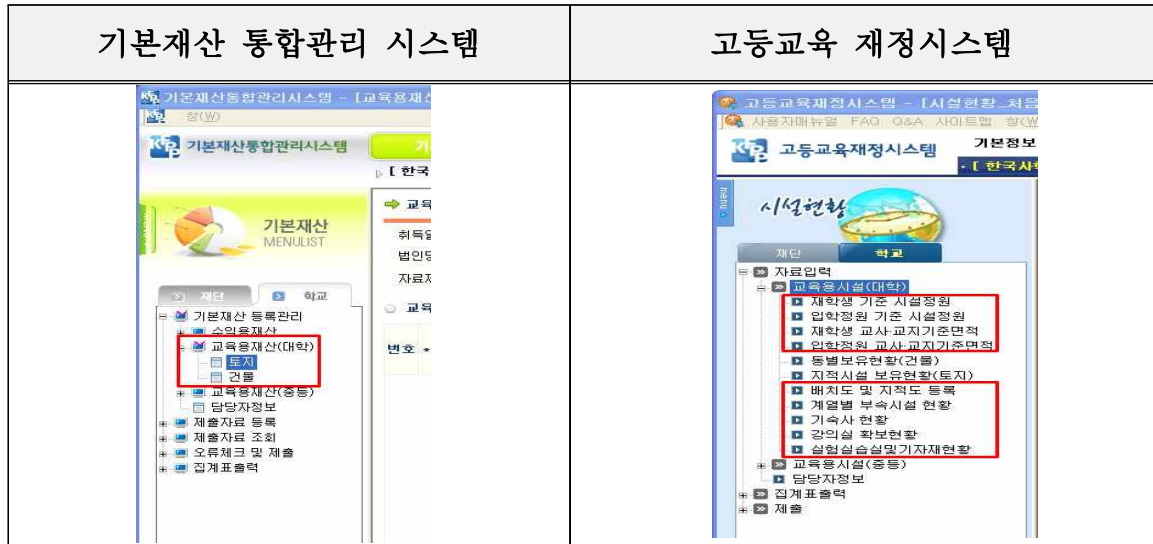 기본재산 통합관리 시스템
고등교육 재정시스템
기본재산통합관리시스템 - [교육용재산
창(W)
기본재산통합관리시스템
[ 한국
교육
기본재산
MENULIST
취득일
법인명
재단
학교
교육
번호
기본재산 등록관리
수익용재산
교육용재산(대학)
토지
건물
교육용재산(중등)
담당자정보
제출자료 등록
제출자료 조회
오류체크 및 제출
집계표출력
고등교육재정시스템 - [시설현황_처음
사용자매뉴얼 FAQ Q&A 사이트맵 창(W
고등교육재정시스템
기본정보
[ 한국사학
menu
시설현황
재단
학교
자료입력
교육용시설(대학)
재학생 기준 시설정원
입학정원 기준 시설정원
재학생 교사·교지기준면적
입학정원 교사·교지기준면적
동별보유현황(건물)
지적시설 보유현황(토지)
배치도 및 지적도 등록
계열별 부속시설 현황
기숙사 현황
강의실 확보현황
실험실습실및기자재현황
교육용시설(중등)
담당자정보
집계표출력
제출